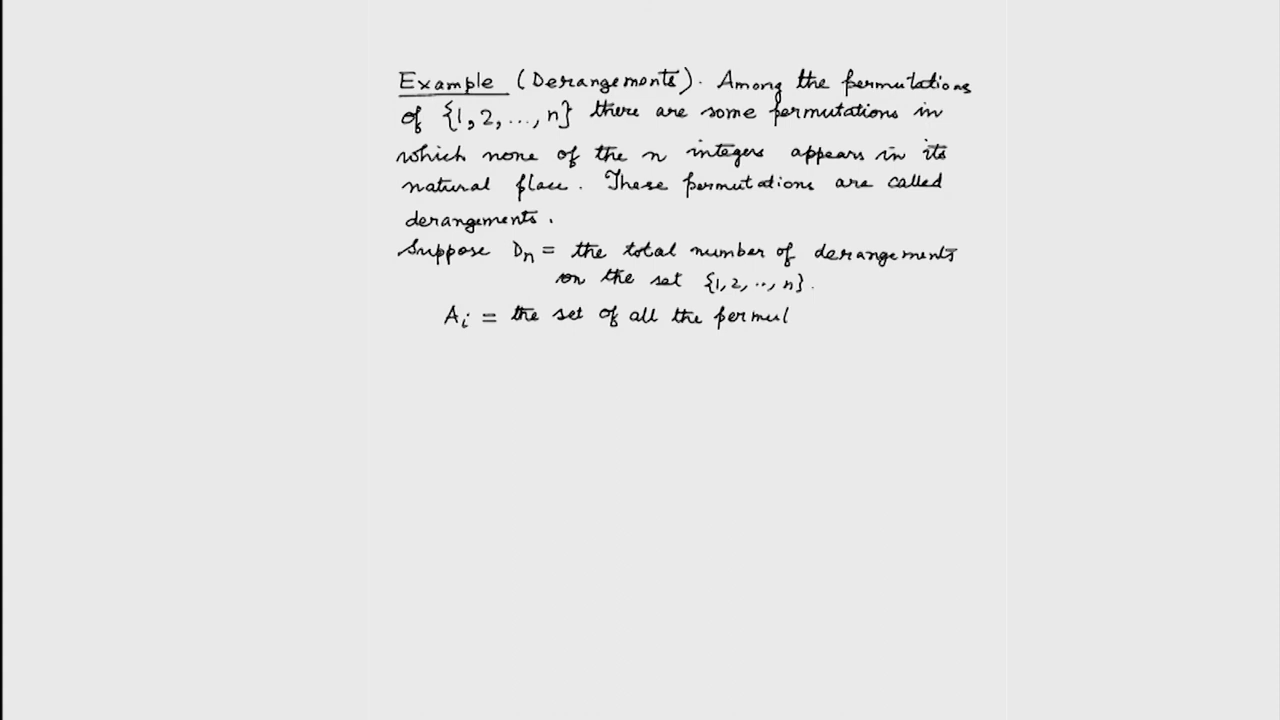 Example (Derangements). Among the permutations
of {1, 2, ..., n} there are some permutations in
which none of the n integers appears in its
natural place. These permutations are called
derangements.
Suppose Dn = the total number of derangements
on the set {1, 2, .., n}.
Ai = the set of all the permut